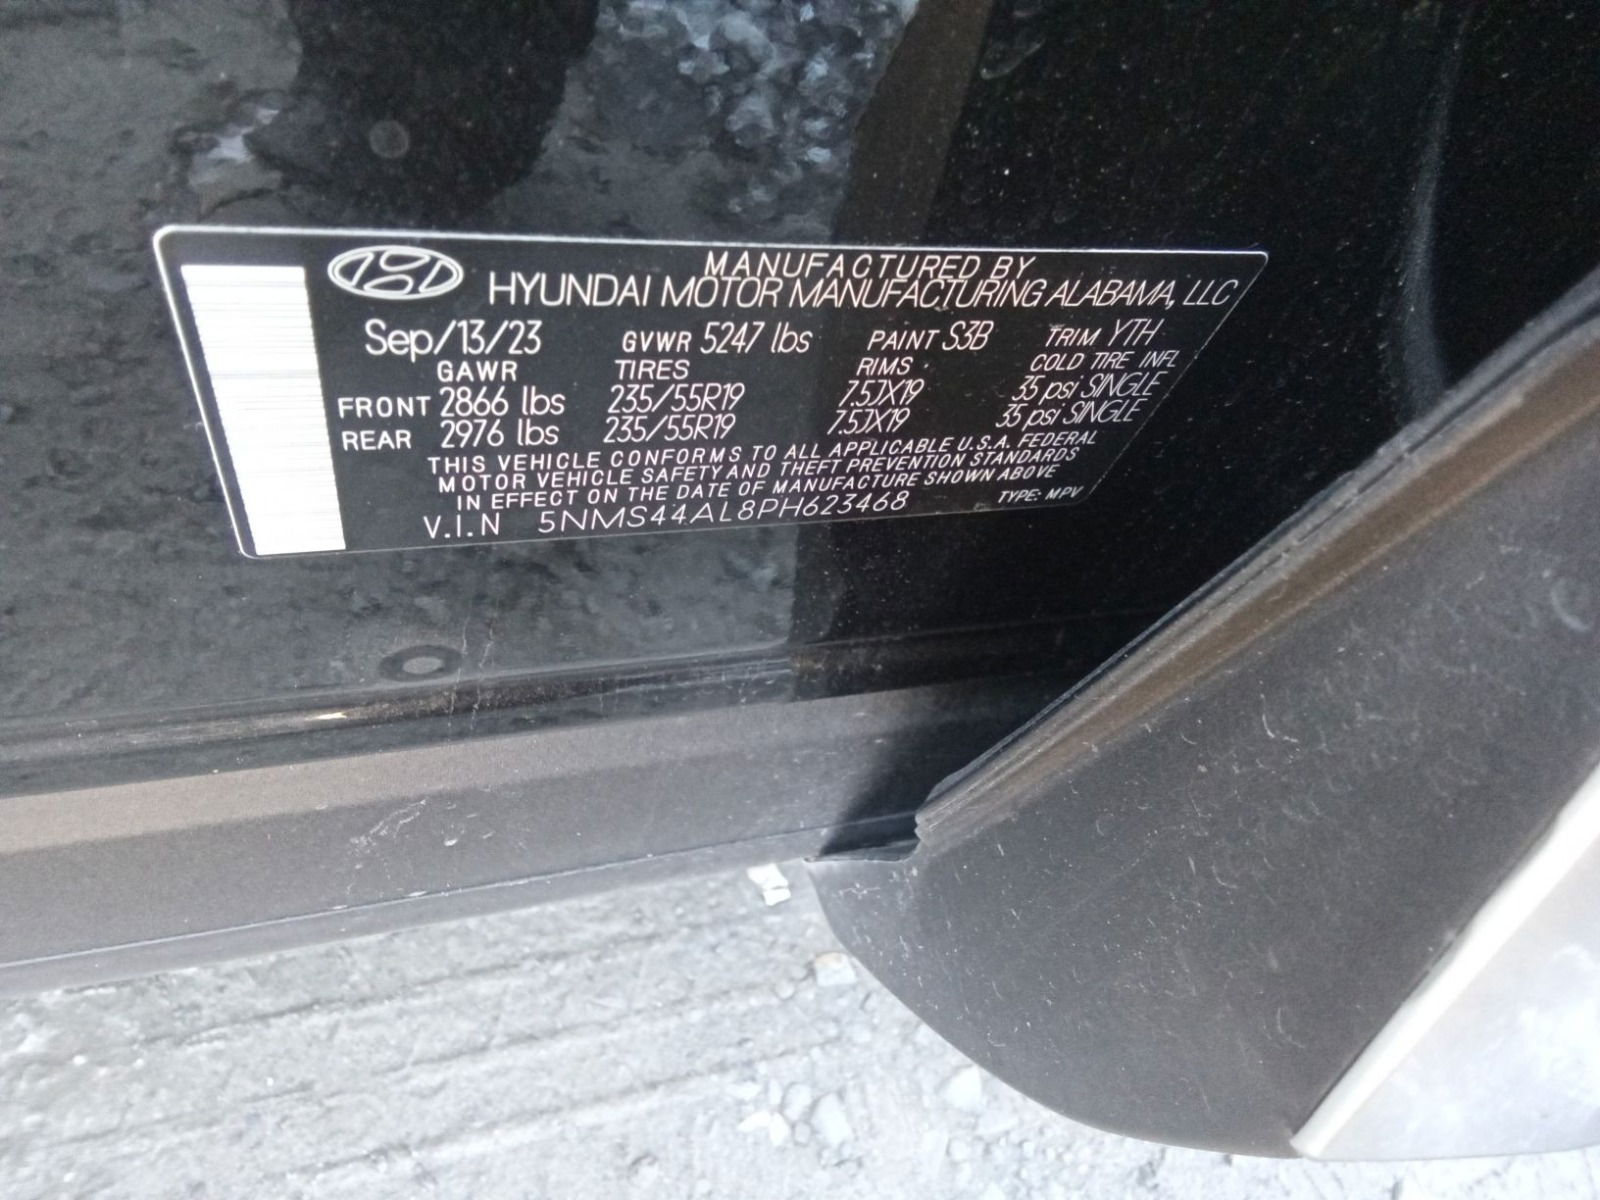 MANUFACTURED BY
HYUNDAI MOTOR MANUFACTURING ALABAMA, LLC
Sep/13/23 GVWR 5247 lbs PAINT S3B TRIM YTH
GAWR TIRES RIMS COLD TIRE INFL
FRONT 2866 lbs 235/55R19 7.5JX19 35 psi SINGLE
REAR 2976 lbs 235/55R19 7.5JX19 35 psi SINGLE
THIS VEHICLE CONFORMS TO ALL APPLICABLE U.S.A. FEDERAL
MOTOR VEHICLE SAFETY AND THEFT PREVENTION STANDARDS
IN EFFECT ON THE DATE OF MANUFACTURE SHOWN ABOVE
V.I.N 5NMS44AL8PH623468 TYPE: MPV